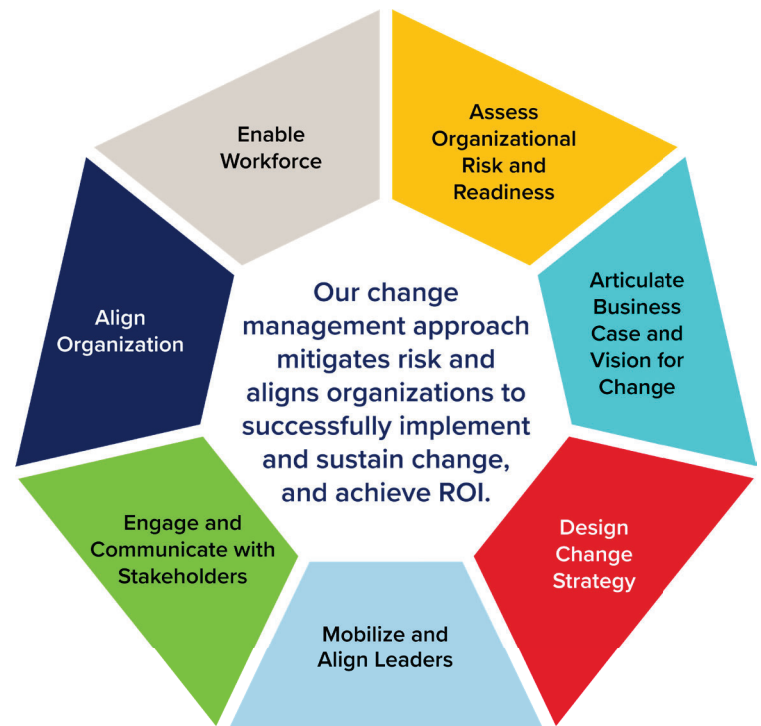 Assess
Organizational
Risk and
Readiness
Articulate
Business
Case and
Vision for
Change
Design
Change
Strategy
Mobilize and
Align Leaders
Engage and
Communicate with
Stakeholders
Align
Organization
Enable
Workforce
Our change
management approach
mitigates risk and
aligns organizations to
successfully implement
and sustain change,
and achieve ROI.